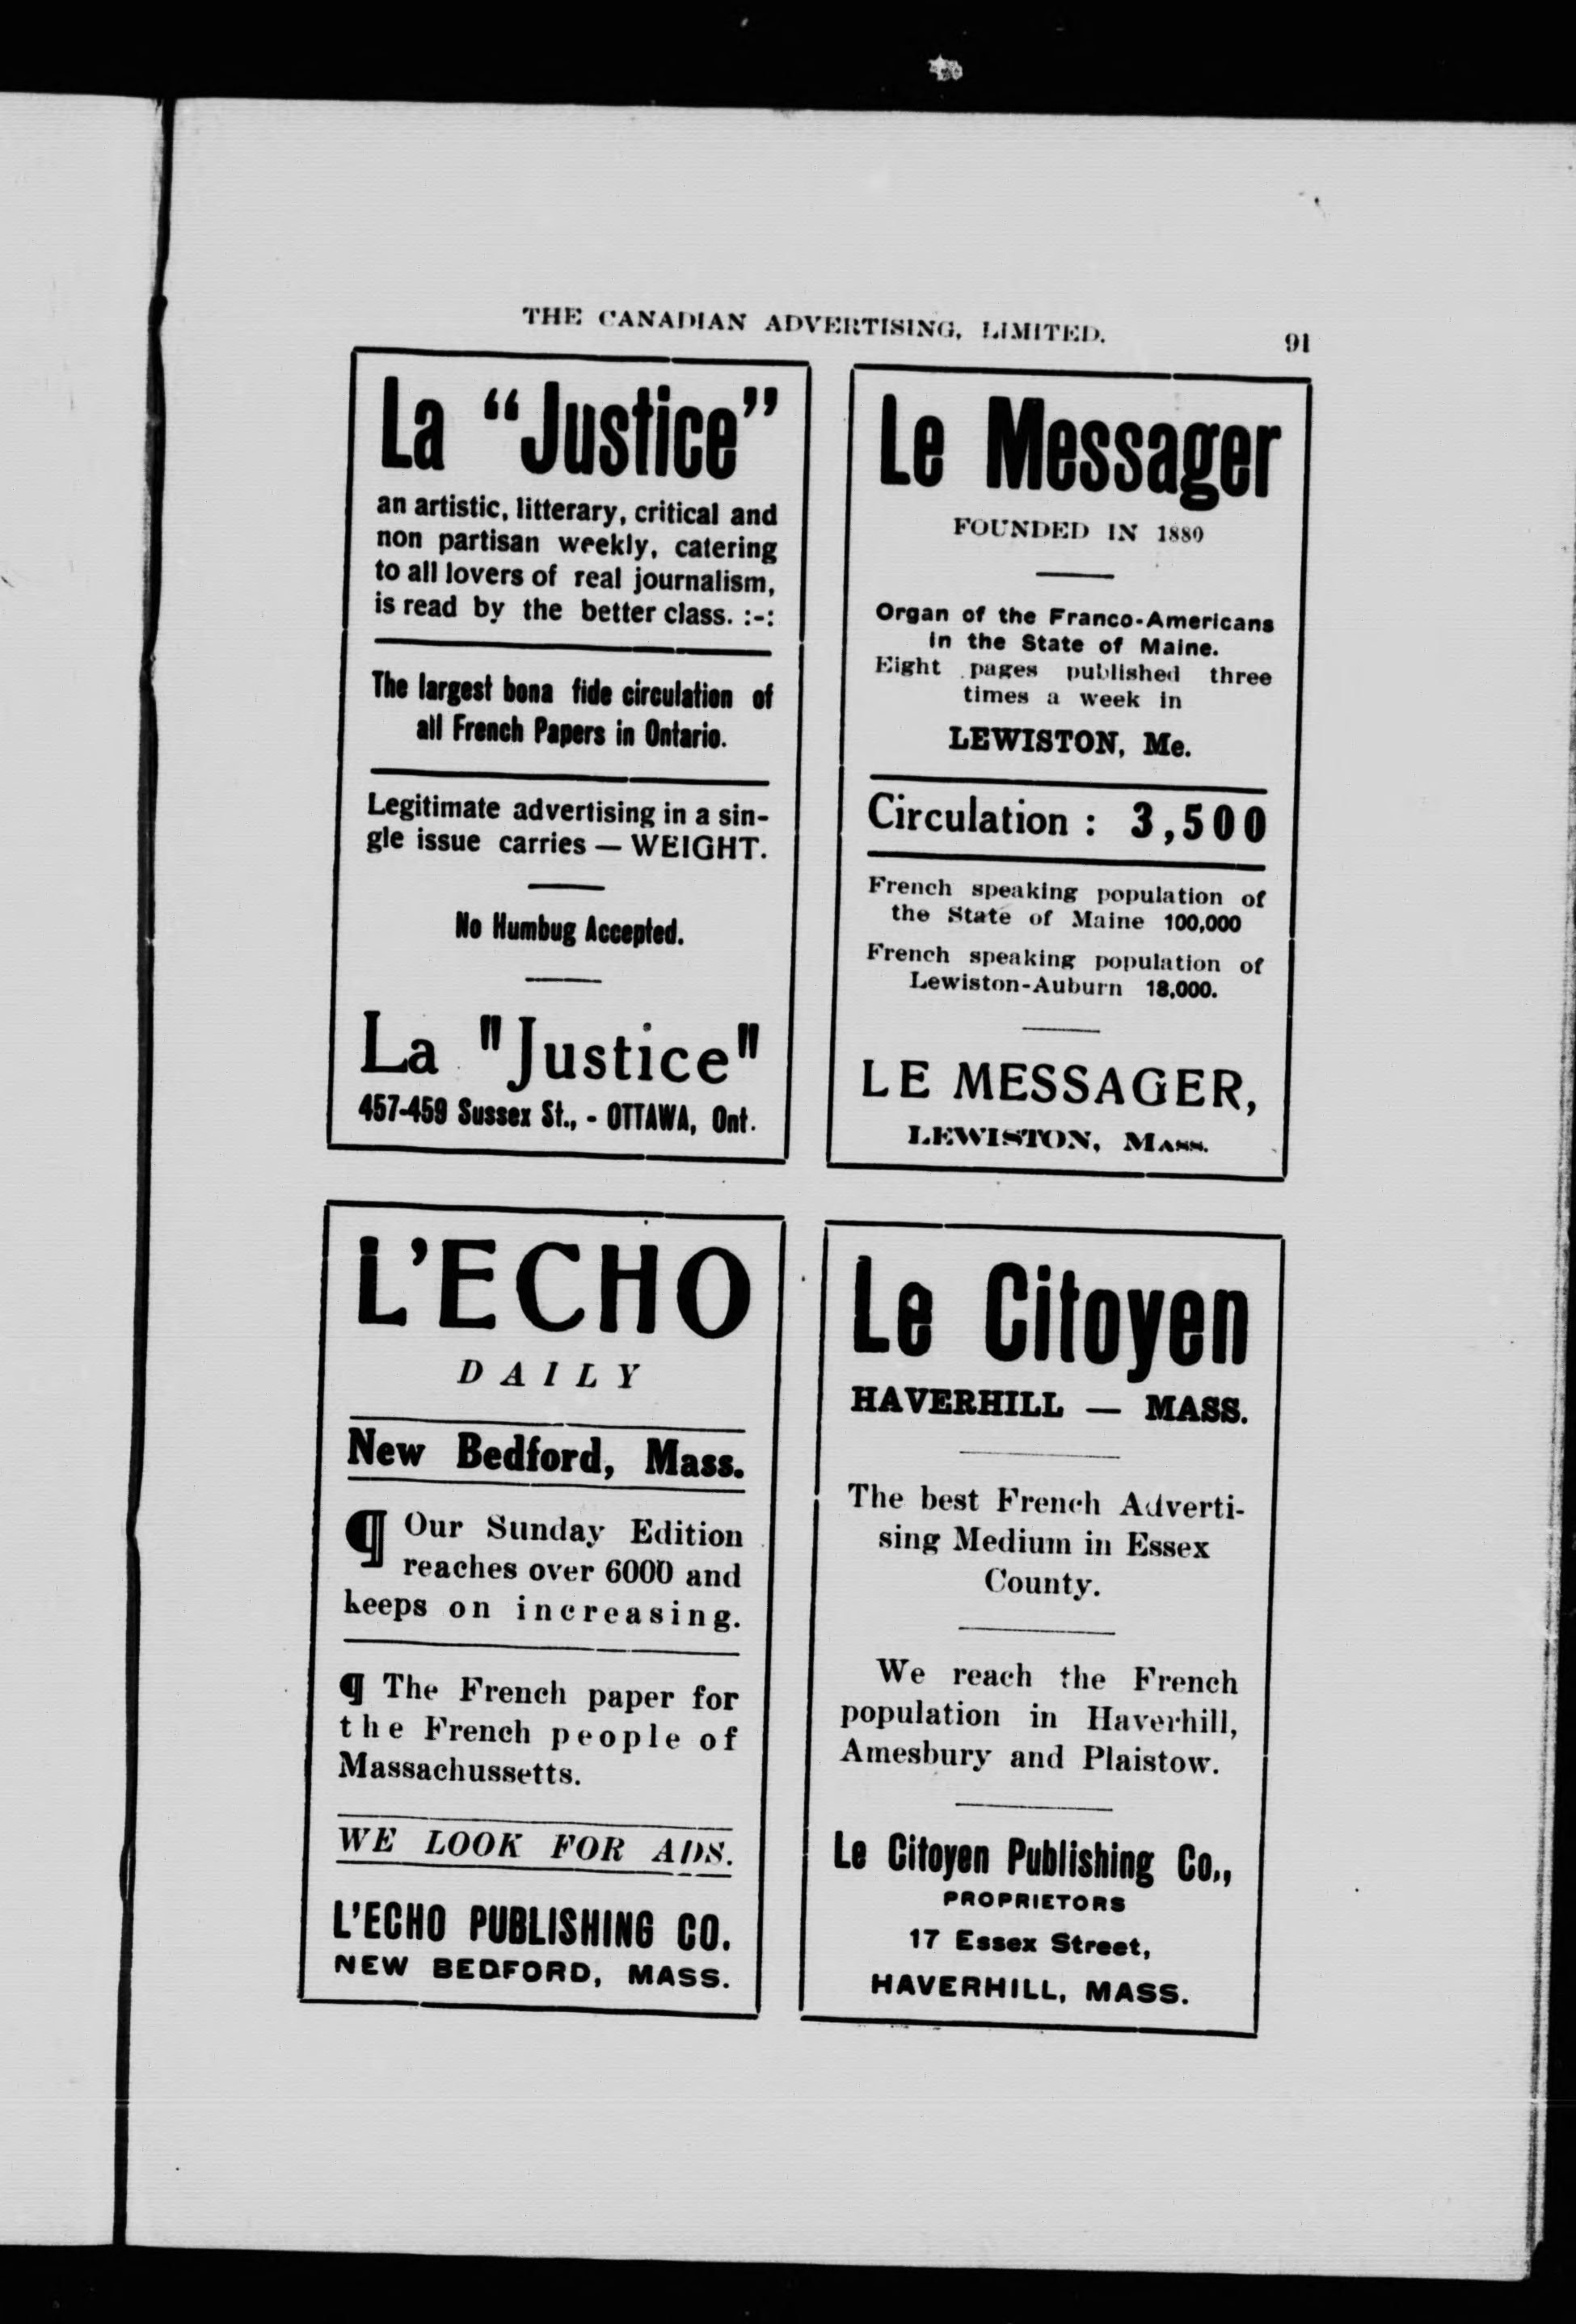 THE CANADIAN ADVERTISING, LIMITED. 91
La “Justice”
an artistic, litterary, critical and
non partisan weekly, catering
to all lovers of real journalism,
is read by the better class. :-:
The largest bona fide circulation of
all French Papers in Ontario.
Legitimate advertising in a sin-
gle issue carries — WEIGHT.
No Humbug Accepted.
La "Justice"
457-459 Sussex St., - OTTAWA, Ont.
Le Messager
FOUNDED IN 1880
Organ of the Franco-Americans
in the State of Maine.
Eight pages published three
times a week in
LEWISTON, Me.
Circulation : 3,500
French speaking population of
the State of Maine 100,000
French speaking population of
Lewiston-Auburn 18,000.
LE MESSAGER,
LEWISTON, MASS.
L'ECHO
DAILY
New Bedford, Mass.
¶ Our Sunday Edition
reaches over 6000 and
keeps on increasing.
¶ The French paper for
the French people of
Massachussetts.
WE LOOK FOR ADS.
L'ECHO PUBLISHING CO.
NEW BEDFORD, MASS.
Le Citoyen
HAVERHILL — MASS.
The best French Adverti-
sing Medium in Essex
County.
We reach the French
population in Haverhill,
Amesbury and Plaistow.
Le Citoyen Publishing Co.,
PROPRIETORS
17 Essex Street,
HAVERHILL, MASS.